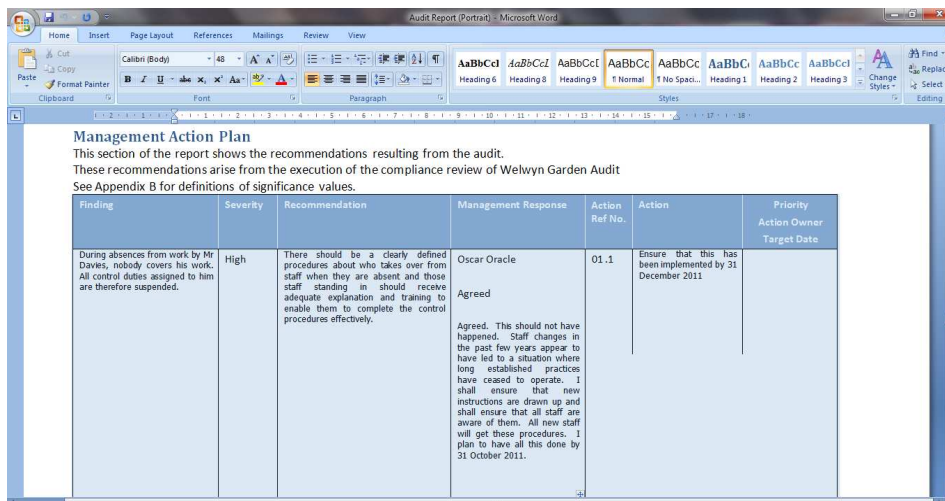 Audit Report (Portrait) - Microsoft Word
Home Insert Page Layout References Mailings Review View
Cut
Copy
Format Painter
Paste
Clipboard
Calibri (Body) 48
Font
Paragraph
AaBbCcI AaBbCcI AaBbCcI AaBbCc AaBbCc AaBbC AaBbCc AaBbCcI
Heading 6 Heading 8 Heading 9 ¶ Normal ¶ No Spaci... Heading 1 Heading 2 Heading 3
Change
Styles
Styles
Find
Replac
Select
Editing
Management Action Plan
This section of the report shows the recommendations resulting from the audit.
These recommendations arise from the execution of the compliance review of Welwyn Garden Audit
See Appendix B for definitions of significance values.
Finding
Severity
Recommendation
Management Response
Action
Ref No.
Action
Priority
Action Owner
Target Date
During absences from work by Mr
Davies, nobody covers his work.
All control duties assigned to him
are therefore suspended.
High
There should be a clearly defined
procedures about who takes over from
staff when they are absent and those
staff standing in should receive
adequate explanation and training to
enable them to complete the control
procedures effectively.
Oscar Oracle
Agreed
Agreed. This should not have
happened. Staff changes in
the past few years appear to
have led to a situation where
long established practices
have ceased to operate. I
shall ensure that new
instructions are drawn up and
shall ensure that all staff are
aware of them. All new staff
will get these procedures. I
plan to have all this done by
31 October 2011.
01.1
Ensure that this has
been implemented by 31
December 2011